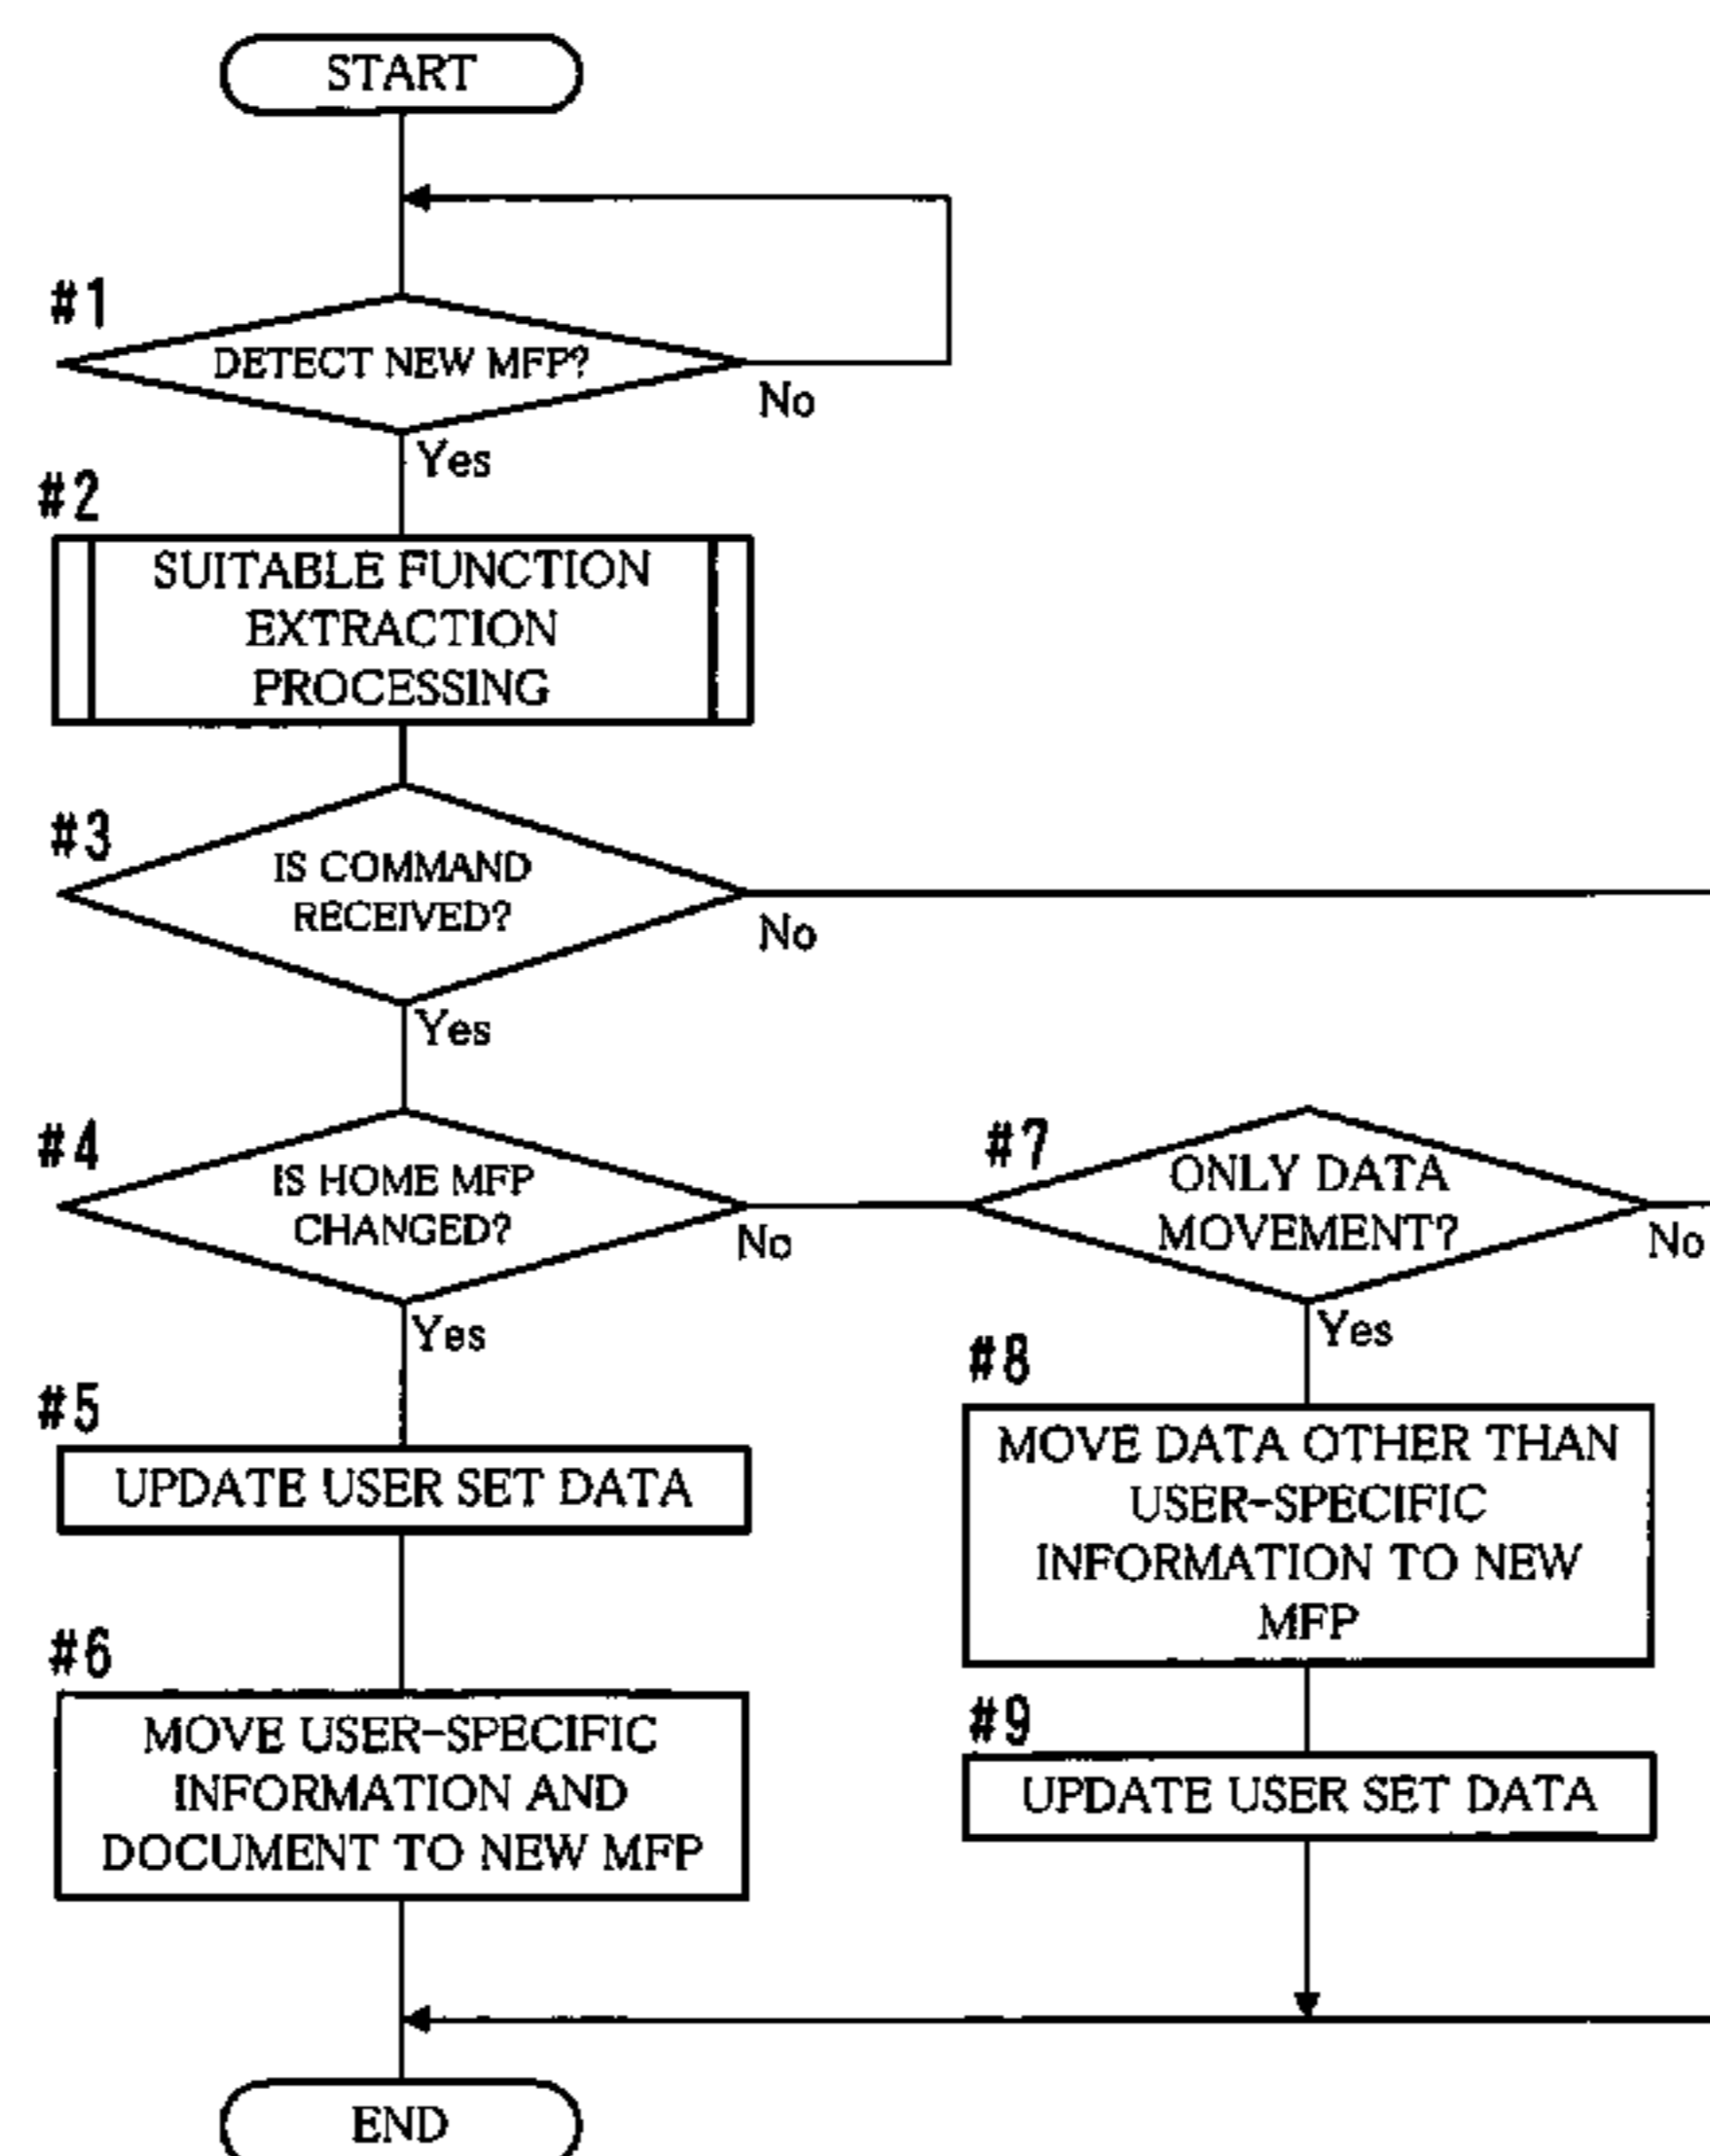 START
#1
DETECT NEW MFP?
No
Yes
#2
SUITABLE FUNCTION
EXTRACTION
PROCESSING
#3
IS COMMAND
RECEIVED?
No
Yes
#4
IS HOME MFP
CHANGED?
No
Yes
#7
ONLY DATA
MOVEMENT?
No
Yes
#5
UPDATE USER SET DATA
#6
MOVE USER-SPECIFIC
INFORMATION AND
DOCUMENT TO NEW MFP
#8
MOVE DATA OTHER THAN
USER-SPECIFIC
INFORMATION TO NEW
MFP
#9
UPDATE USER SET DATA
END